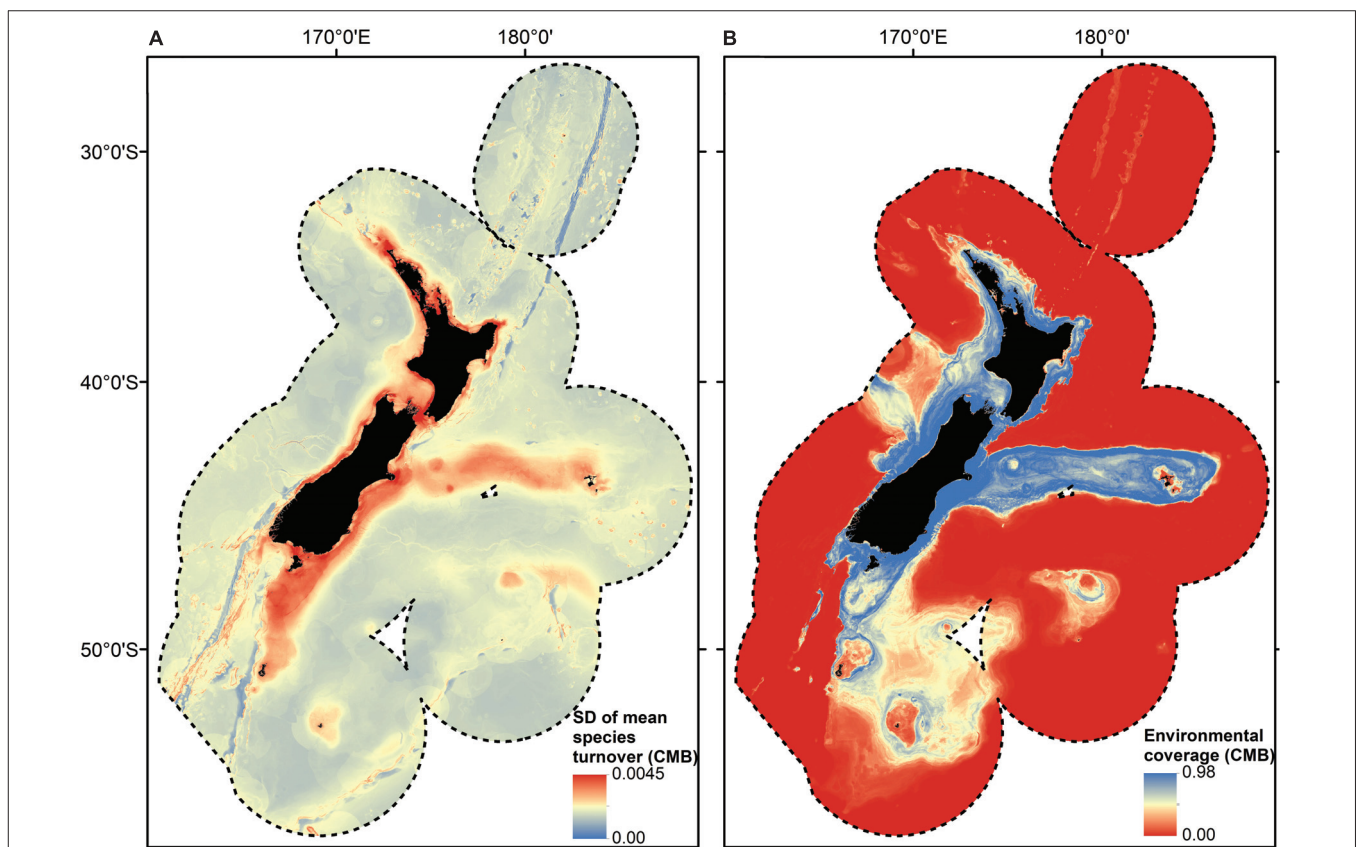 A
170°0'E
180°0'
B
170°0'E
180°0'
30°0'S
40°0'S
50°0'S
SD of mean
species
turnover (CMB)
0.0045
0.00
Environmental
coverage (CMB)
0.98
0.00